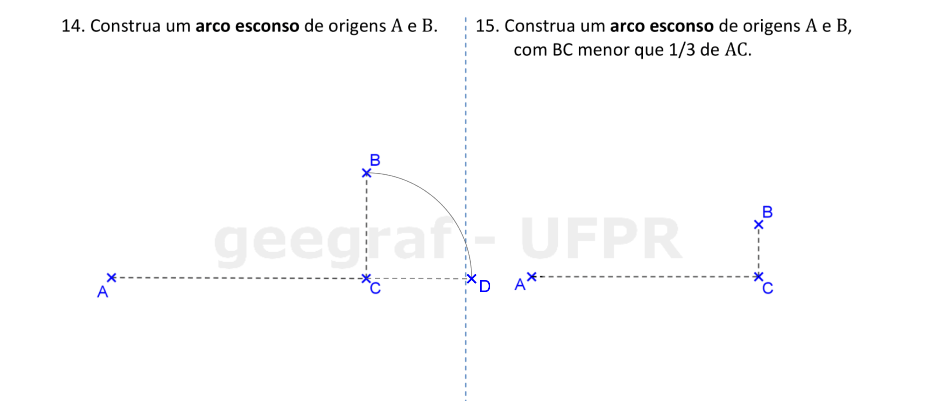 14. Construa um arco esconso de origens A e B.
15. Construa um arco esconso de origens A e B,
com BC menor que 1/3 de AC.
B
A
C
D
B
A
C
geegraf - UFPR